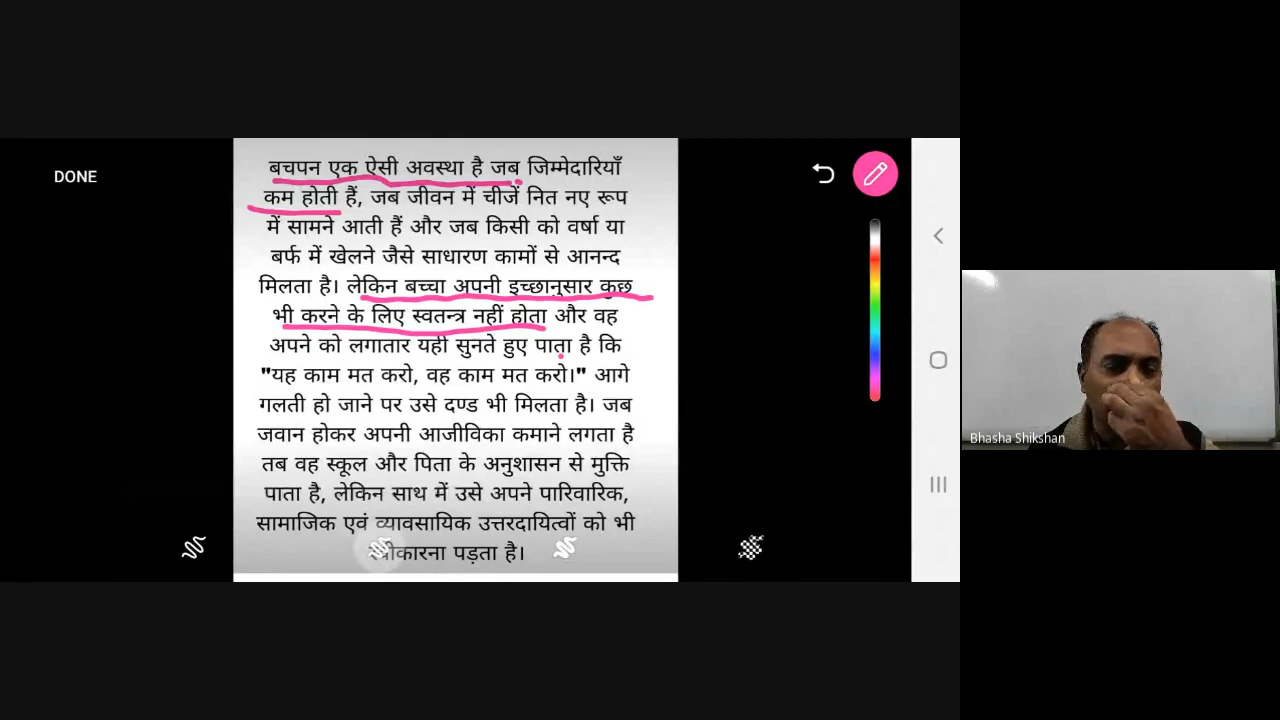 DONE
बचपन एक ऐसी अवस्था है जब जिम्मेदारियाँ
कम होती हैं, जब जीवन में चीजें नित नए रूप
में सामने आती हैं और जब किसी को वर्षा या
बर्फ में खेलने जैसे साधारण कामों से आनन्द
मिलता है। लेकिन बच्चा अपनी इच्छानुसार कुछ
भी करने के लिए स्वतन्त्र नहीं होता और वह
अपने को लगातार यही सुनते हुए पाता है कि
"यह काम मत करो, वह काम मत करो।" आगे
गलती हो जाने पर उसे दण्ड भी मिलता है। जब
जवान होकर अपनी आजीविका कमाने लगता है
तब वह स्कूल और पिता के अनुशासन से मुक्ति
पाता है, लेकिन साथ में उसे अपने पारिवारिक,
सामाजिक एवं व्यावसायिक उत्तरदायित्वों को भी
स्वीकारना पड़ता है।
Bhasha Shikshan